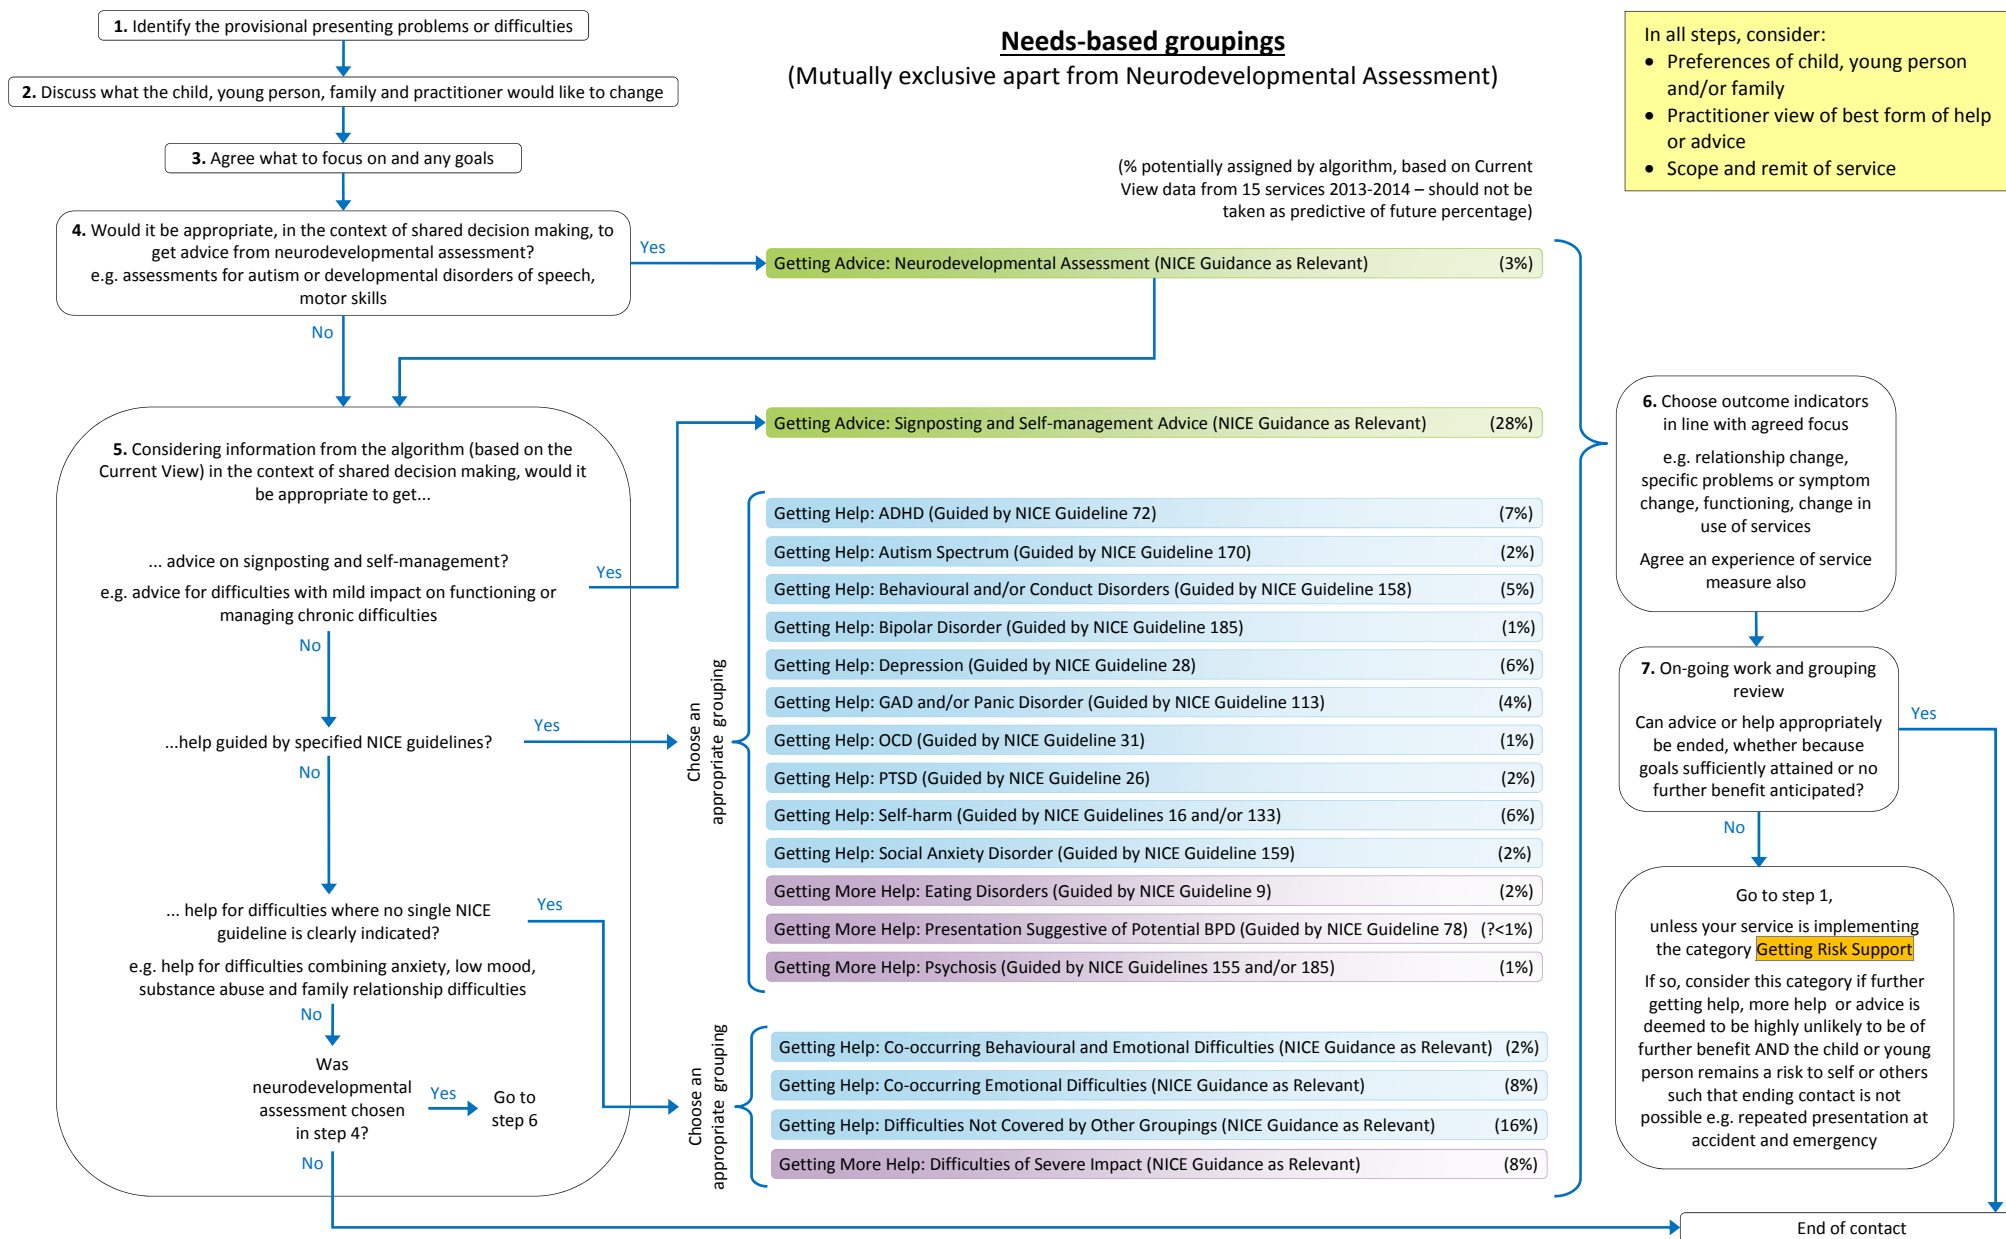 1. Identify the provisional presenting problems or difficulties
2. Discuss what the child, young person, family and practitioner would like to change
3. Agree what to focus on and any goals
4. Would it be appropriate, in the context of shared decision making, to
get advice from neurodevelopmental assessment?
e.g. assessments for autism or developmental disorders of speech,
motor skills
Yes
No
Needs-based groupings
(Mutually exclusive apart from Neurodevelopmental Assessment)
In all steps, consider:
• Preferences of child, young person
and/or family
• Practitioner view of best form of help
or advice
• Scope and remit of service
(% potentially assigned by algorithm, based on Current
View data from 15 services 2013-2014 – should not be
taken as predictive of future percentage)
Getting Advice: Neurodevelopmental Assessment (NICE Guidance as Relevant) (3%)
5. Considering information from the algorithm (based on the
Current View) in the context of shared decision making, would it
be appropriate to get...
... advice on signposting and self-management?
e.g. advice for difficulties with mild impact on functioning or
managing chronic difficulties
Yes
No
...help guided by specified NICE guidelines?
Yes
No
... help for difficulties where no single NICE
guideline is clearly indicated?
e.g. help for difficulties combining anxiety, low mood,
substance abuse and family relationship difficulties
Yes
No
Was
neurodevelopmental
assessment chosen
in step 4?
Yes
Go to
step 6
No
Getting Advice: Signposting and Self-management Advice (NICE Guidance as Relevant) (28%)
Choose an
appropriate grouping
Getting Help: ADHD (Guided by NICE Guideline 72) (7%)
Getting Help: Autism Spectrum (Guided by NICE Guideline 170) (2%)
Getting Help: Behavioural and/or Conduct Disorders (Guided by NICE Guideline 158) (5%)
Getting Help: Bipolar Disorder (Guided by NICE Guideline 185) (1%)
Getting Help: Depression (Guided by NICE Guideline 28) (6%)
Getting Help: GAD and/or Panic Disorder (Guided by NICE Guideline 113) (4%)
Getting Help: OCD (Guided by NICE Guideline 31) (1%)
Getting Help: PTSD (Guided by NICE Guideline 26) (2%)
Getting Help: Self-harm (Guided by NICE Guidelines 16 and/or 133) (6%)
Getting Help: Social Anxiety Disorder (Guided by NICE Guideline 159) (2%)
Getting More Help: Eating Disorders (Guided by NICE Guideline 9) (2%)
Getting More Help: Presentation Suggestive of Potential BPD (Guided by NICE Guideline 78) (?<1%)
Getting More Help: Psychosis (Guided by NICE Guidelines 155 and/or 185) (1%)
Choose an
appropriate grouping
Getting Help: Co-occurring Behavioural and Emotional Difficulties (NICE Guidance as Relevant) (2%)
Getting Help: Co-occurring Emotional Difficulties (NICE Guidance as Relevant) (8%)
Getting Help: Difficulties Not Covered by Other Groupings (NICE Guidance as Relevant) (16%)
Getting More Help: Difficulties of Severe Impact (NICE Guidance as Relevant) (8%)
6. Choose outcome indicators
in line with agreed focus
e.g. relationship change,
specific problems or symptom
change, functioning, change in
use of services
Agree an experience of service
measure also
7. On-going work and grouping
review
Can advice or help appropriately
be ended, whether because
goals sufficiently attained or no
further benefit anticipated?
Yes
No
Go to step 1,
unless your service is implementing
the category Getting Risk Support
If so, consider this category if further
getting help, more help or advice is
deemed to be highly unlikely to be of
further benefit AND the child or young
person remains a risk to self or others
such that ending contact is not
possible e.g. repeated presentation at
accident and emergency
End of contact